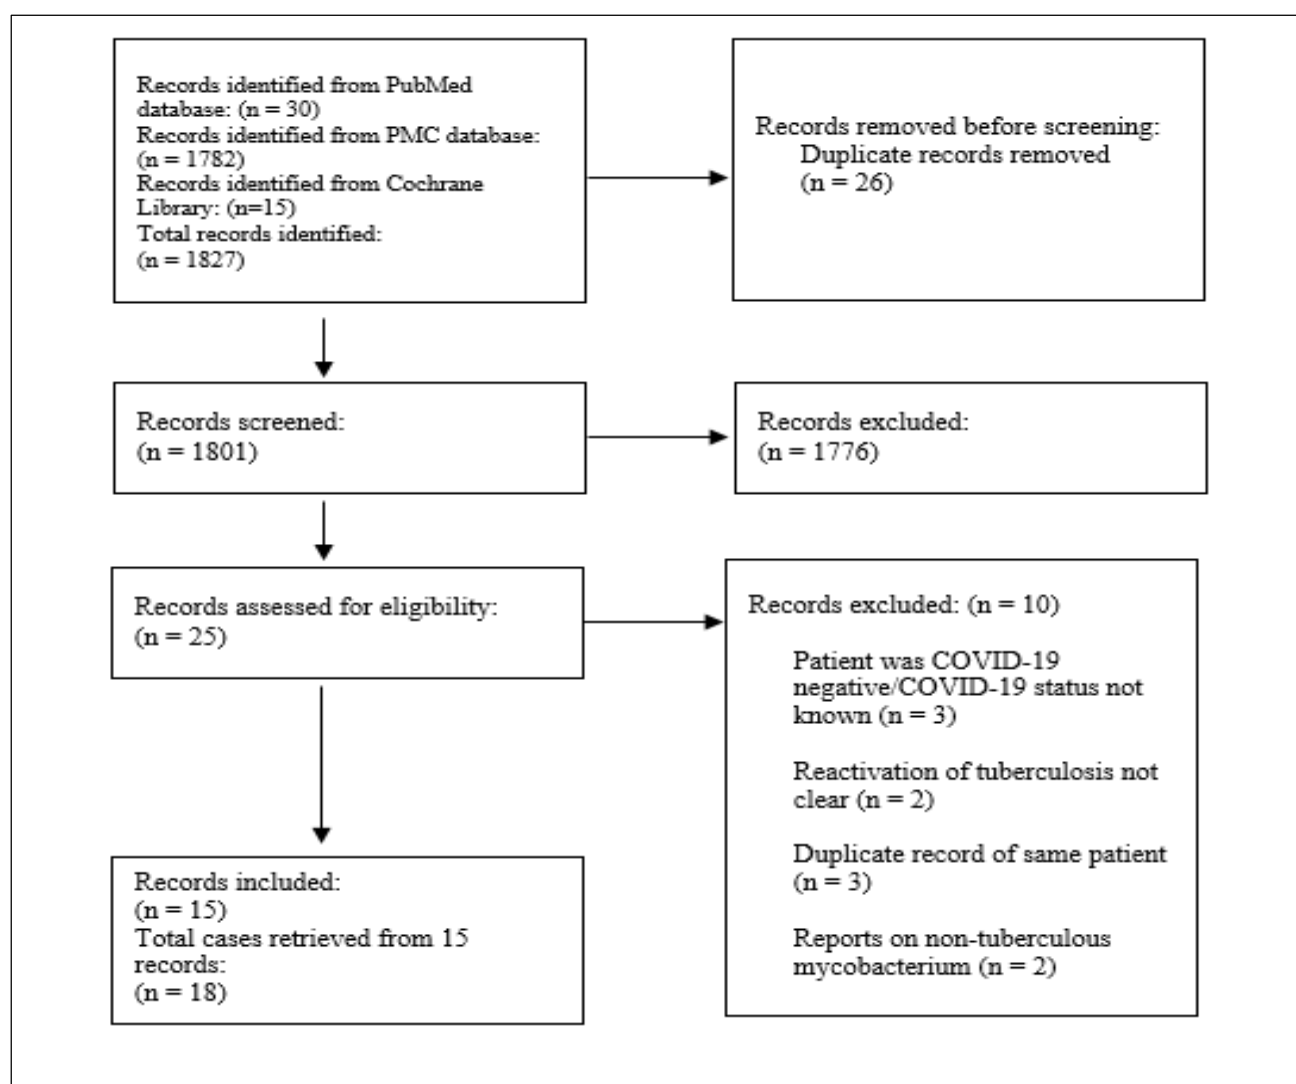 Records identified from PubMed
database: (n = 30)
Records identified from PMC database:
(n = 1782)
Records identified from Cochrane
Library: (n=15)
Total records identified:
(n = 1827)
Records removed before screening:
Duplicate records removed
(n = 26)
Records screened:
(n = 1801)
Records excluded:
(n = 1776)
Records assessed for eligibility:
(n = 25)
Records excluded: (n = 10)
Patient was COVID-19
negative/COVID-19 status not
known (n = 3)
Reactivation of tuberculosis not
clear (n = 2)
Duplicate record of same patient
(n = 3)
Reports on non-tuberculous
mycobacterium (n = 2)
Records included:
(n = 15)
Total cases retrieved from 15
records:
(n = 18)